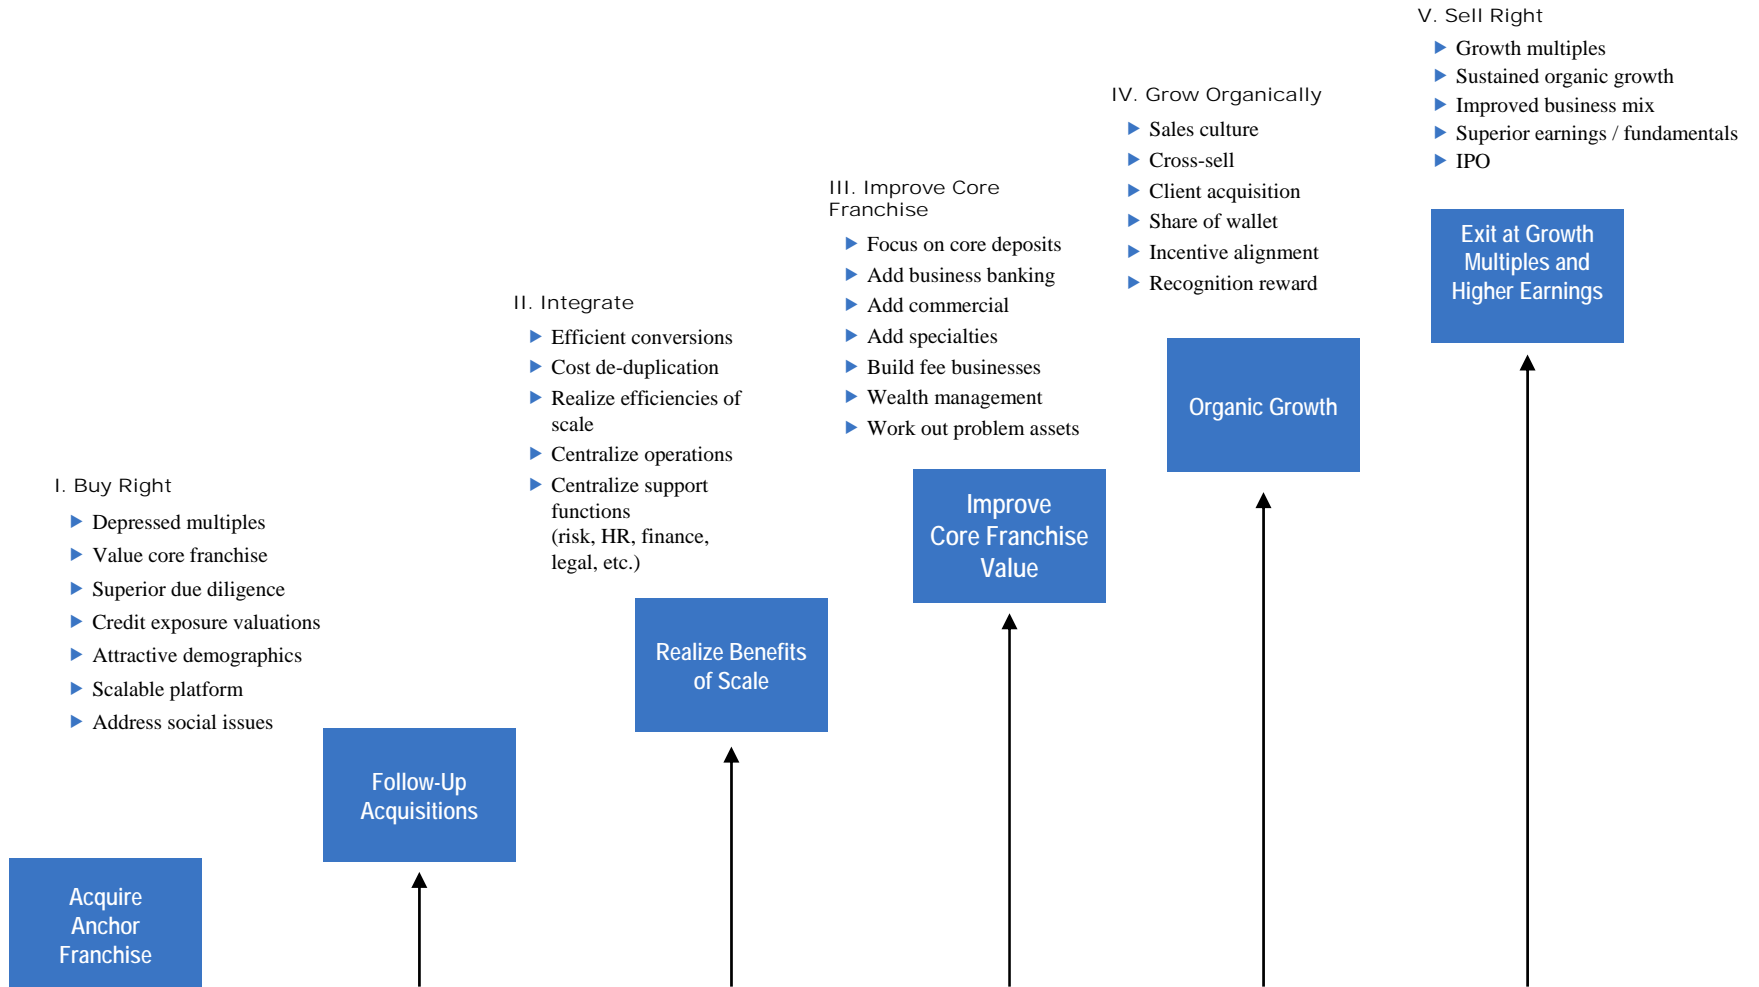 I. Buy Right
Depressed multiples
Value core franchise
Superior due diligence
Credit exposure valuations
Attractive demographics
Scalable platform
Address social issues
Acquire
Anchor
Franchise
Follow-Up
Acquisitions
II. Integrate
Efficient conversions
Cost de-duplication
Realize efficiencies of
scale
Centralize operations
Centralize support
functions
(risk, HR, finance,
legal, etc.)
Realize Benefits
of Scale
III. Improve Core
Franchise
Focus on core deposits
Add business banking
Add commercial
Add specialties
Build fee businesses
Wealth management
Work out problem assets
Improve
Core Franchise
Value
IV. Grow Organically
Sales culture
Cross-sell
Client acquisition
Share of wallet
Incentive alignment
Recognition reward
Organic Growth
V. Sell Right
Growth multiples
Sustained organic growth
Improved business mix
Superior earnings / fundamentals
IPO
Exit at Growth
Multiples and
Higher Earnings